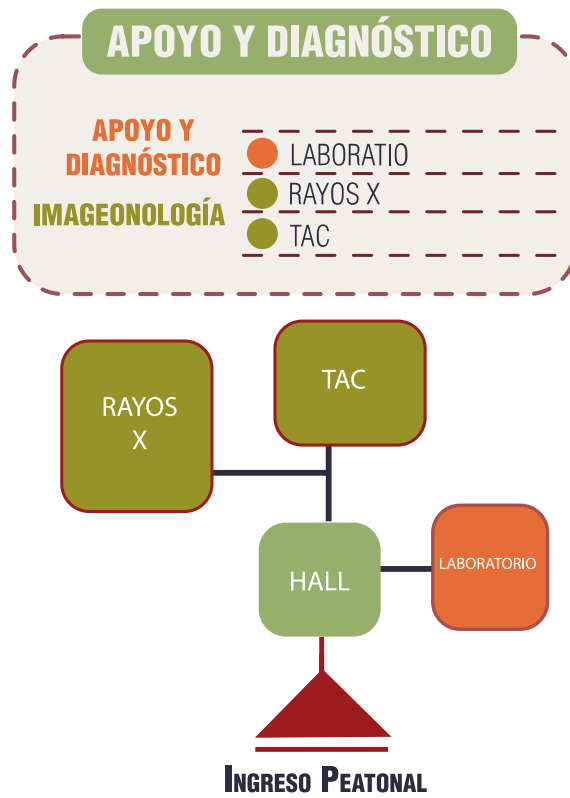 APOYO Y DIAGNÓSTICO
APOYO Y
DIAGNÓSTICO
LABORATIO
IMAGEONOLOGÍA
RAYOS X
TAC
RAYOS
X
TAC
HALL
LABORATORIO
INGRESO PEATONAL